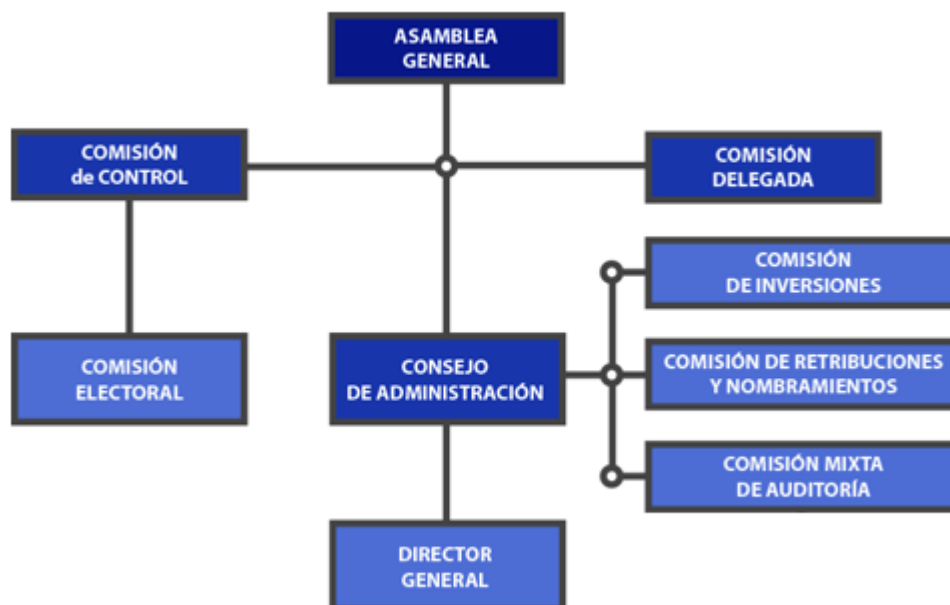 ASAMBLEA
GENERAL
COMISIÓN
de CONTROL
COMISIÓN
DELEGADA
COMISIÓN
DE INVERSIONES
COMISIÓN
ELECTORAL
CONSEJO
DE ADMINISTRACIÓN
COMISIÓN DE RETRIBUCIONES
Y NOMBRAMIENTOS
COMISIÓN MIXTA
DE AUDITORÍA
DIRECTOR
GENERAL